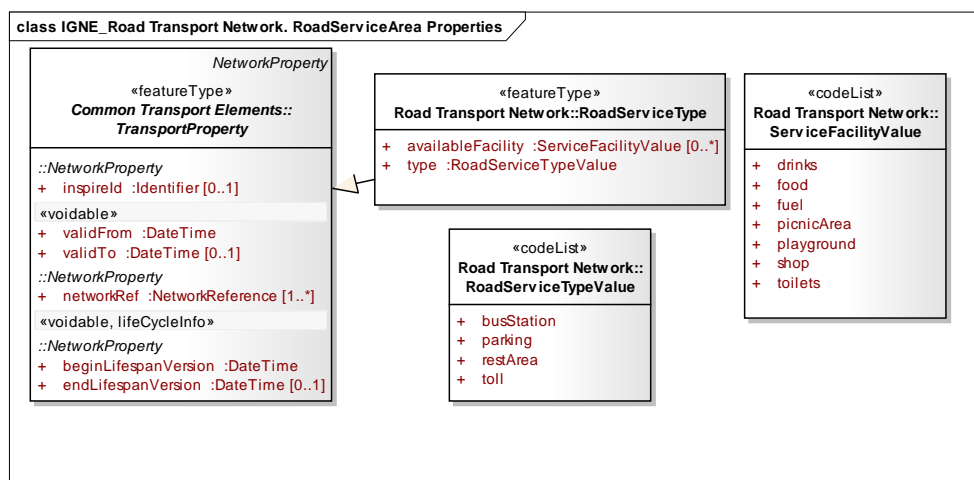 class IGNE_Road Transport Network. RoadServiceArea Properties
NetworkProperty
«featureType»
Common Transport Elements::
TransportProperty
::NetworkProperty
+ inspireId :Identifier [0..1]
«voidable»
+ validFrom :DateTime
+ validTo :DateTime [0..1]
::NetworkProperty
+ networkRef :NetworkReference [1..*]
«voidable, lifeCycleInfo»
::NetworkProperty
+ beginLifespanVersion :DateTime
+ endLifespanVersion :DateTime [0..1]
«featureType»
Road Transport Network::RoadServiceType
+ availableFacility :ServiceFacilityValue [0..*]
+ type :RoadServiceTypeValue
«codeList»
Road Transport Network::
RoadServiceTypeValue
+ busStation
+ parking
+ restArea
+ toll
«codeList»
Road Transport Network::
ServiceFacilityValue
+ drinks
+ food
+ fuel
+ picnicArea
+ playground
+ shop
+ toilets